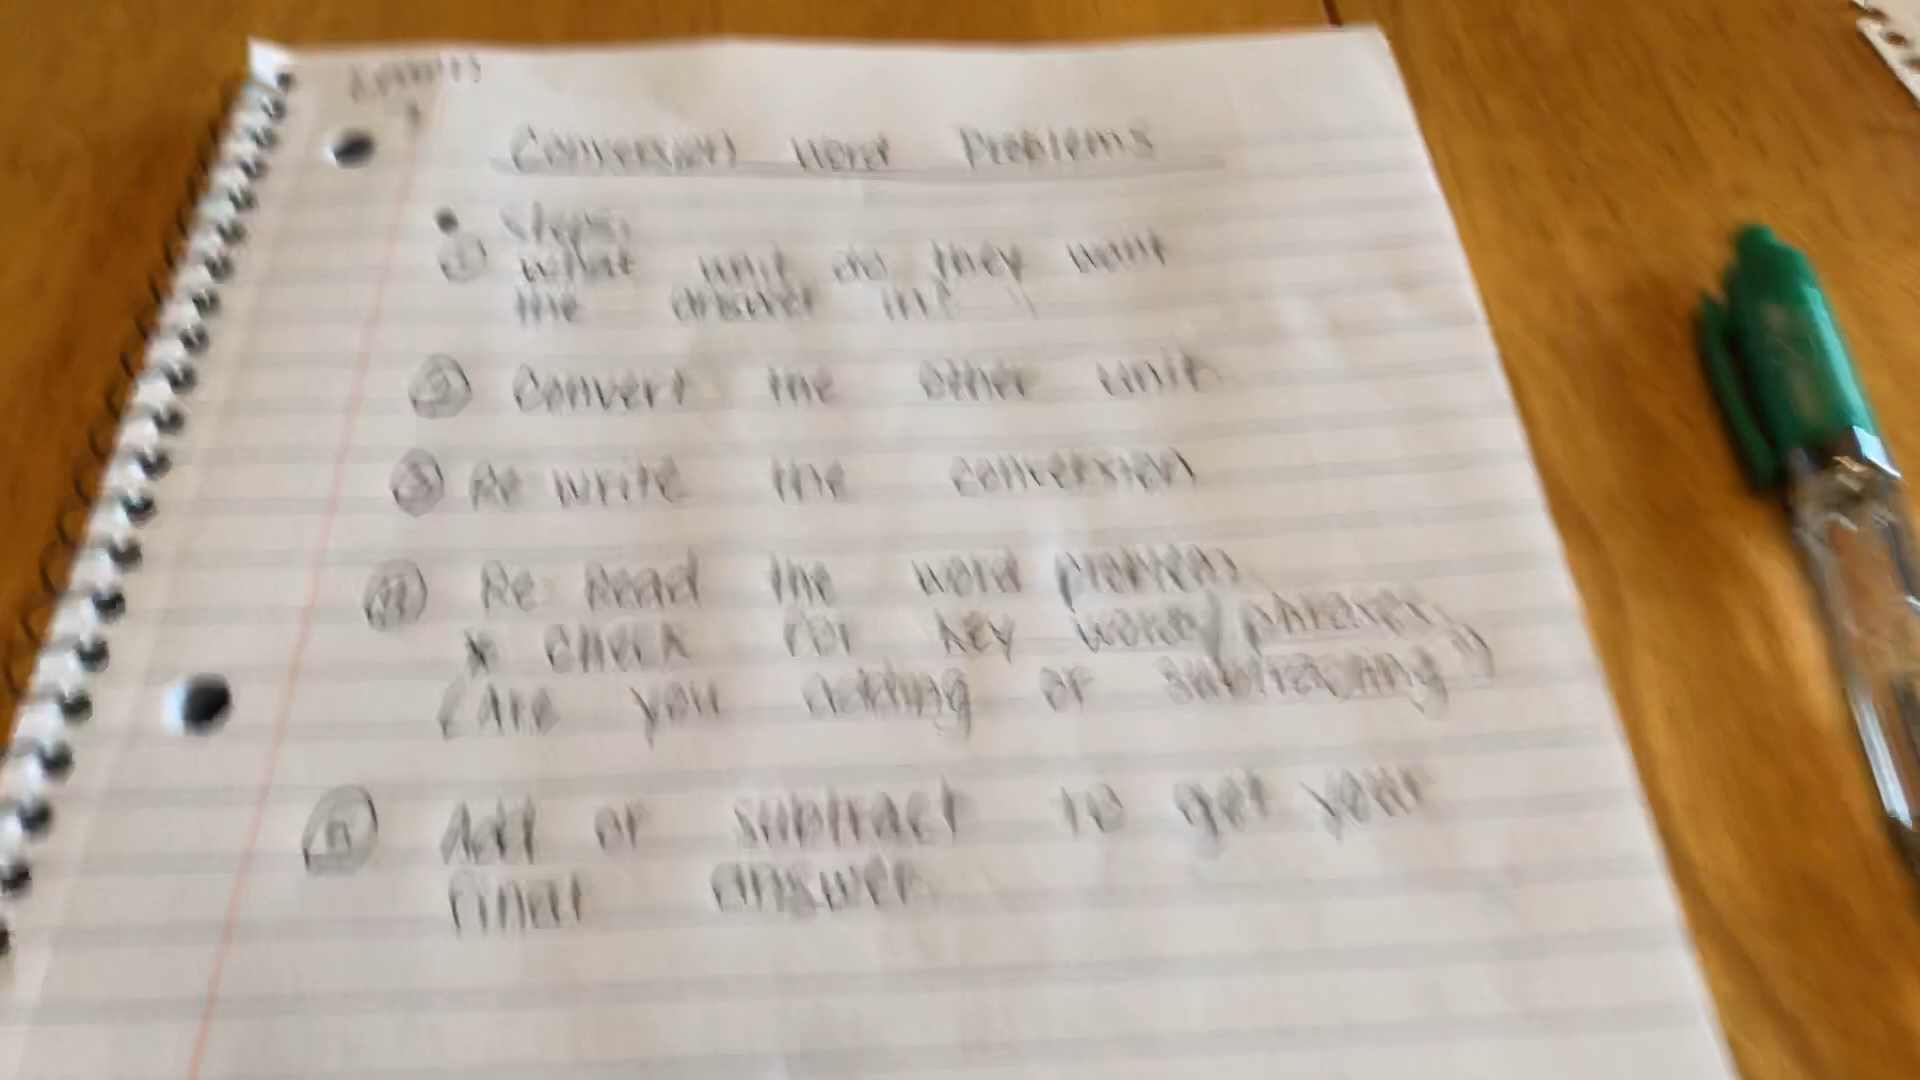 Conversion Word Problems
• Steps:
① What unit do they want
the answer in?
② Convert the other unit
③ Re write the conversion
④ Re-Read the word problem
* check for key words/phrases
(Are you adding or subtracting)
⑤ Add or subtract to get your
final answer.